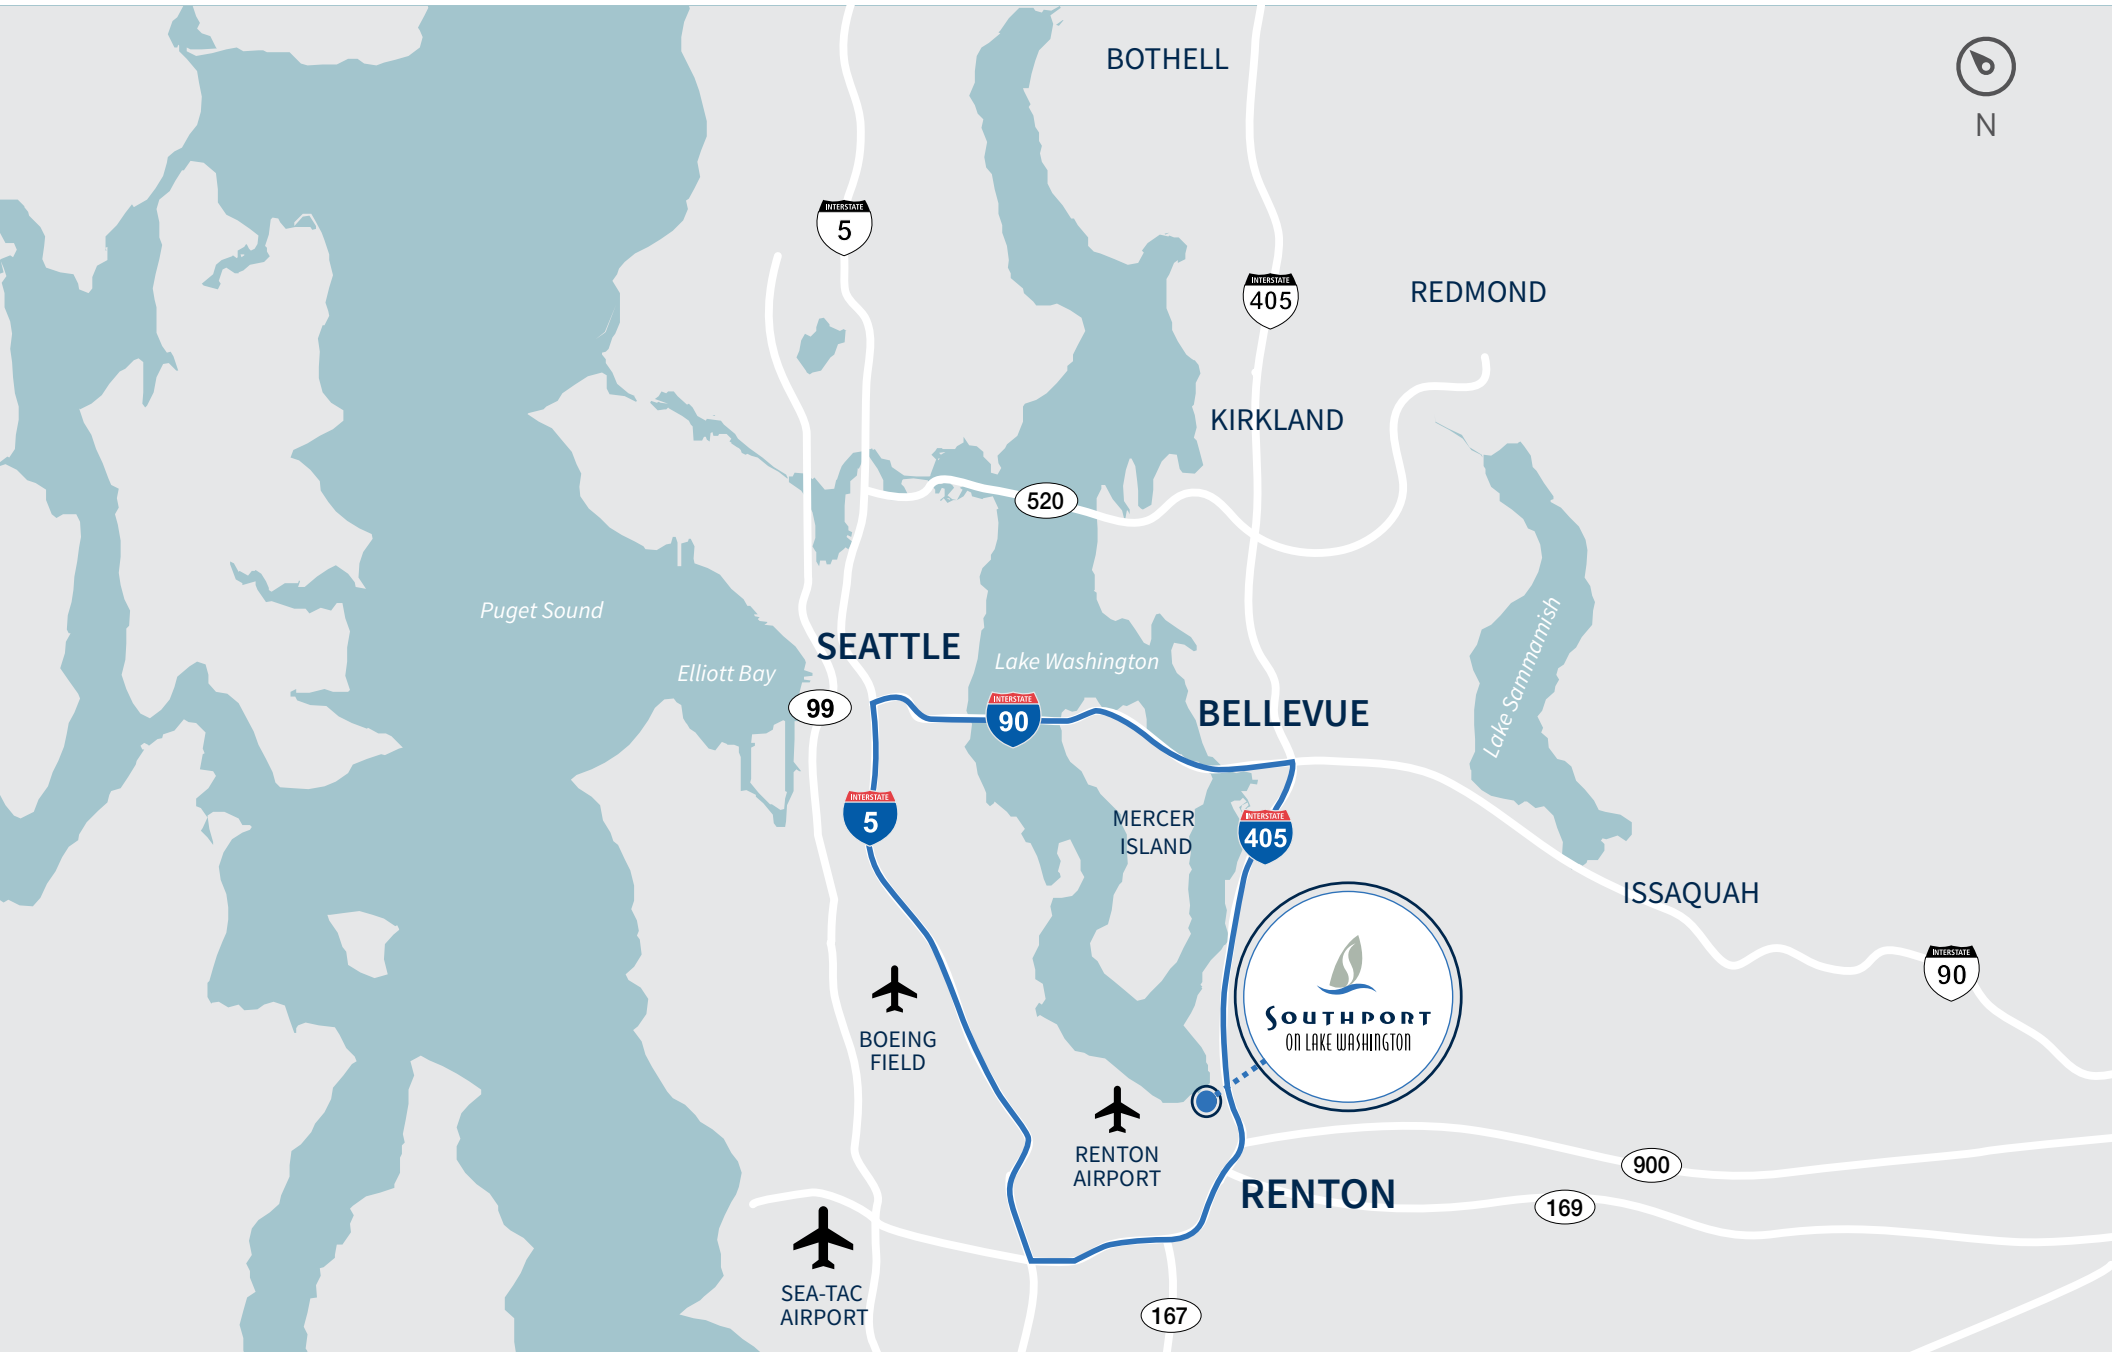 BOTHELL
N
INTERSTATE
5
INTERSTATE
405
REDMOND
KIRKLAND
520
Puget Sound
SEATTLE
Lake Washington
Elliott Bay
Lake Sammamish
99
INTERSTATE
90
BELLEVUE
INTERSTATE
5
MERCER
ISLAND
INTERSTATE
405
ISSAQUAH
INTERSTATE
90
SOUTHPORT
ON LAKE WASHINGTON
BOEING
FIELD
RENTON
AIRPORT
900
RENTON
169
SEA-TAC
AIRPORT
167